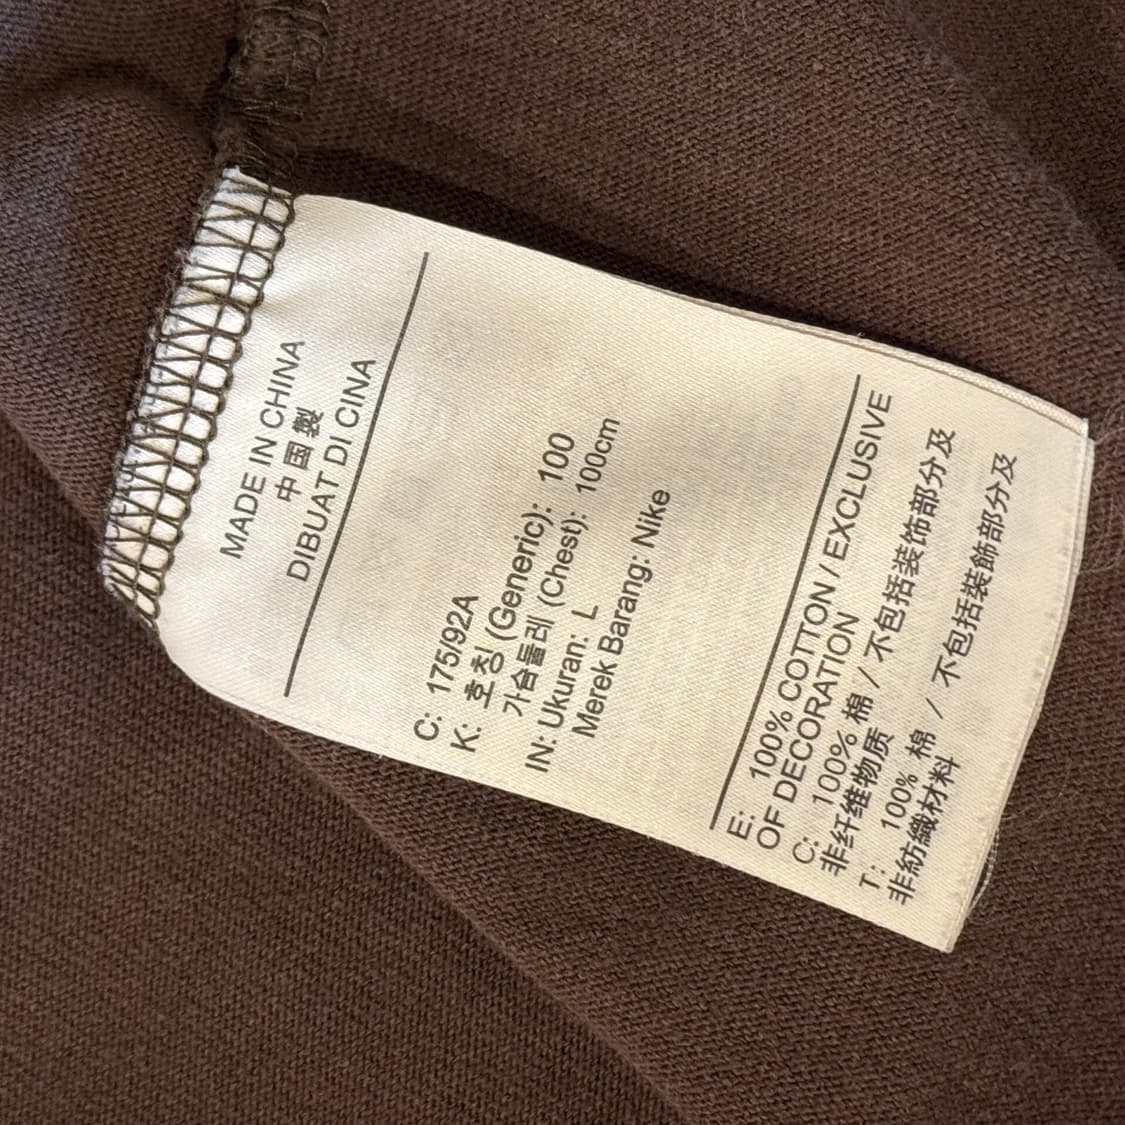 MADE IN CHINA
中国製
DIBUAT DI CINA
C: 175/92A
K: 호칭 (Generic): 100
가슴둘레 (Chest): 100cm
IN: Ukuran: L
Merek Barang: Nike
E: 100% COTTON / EXCLUSIVE
OF DECORATION
C: 100% 棉 / 不包括装饰部分及
非纤维物质
T: 100% 棉 / 不包括裝飾部分及
非紡織材料